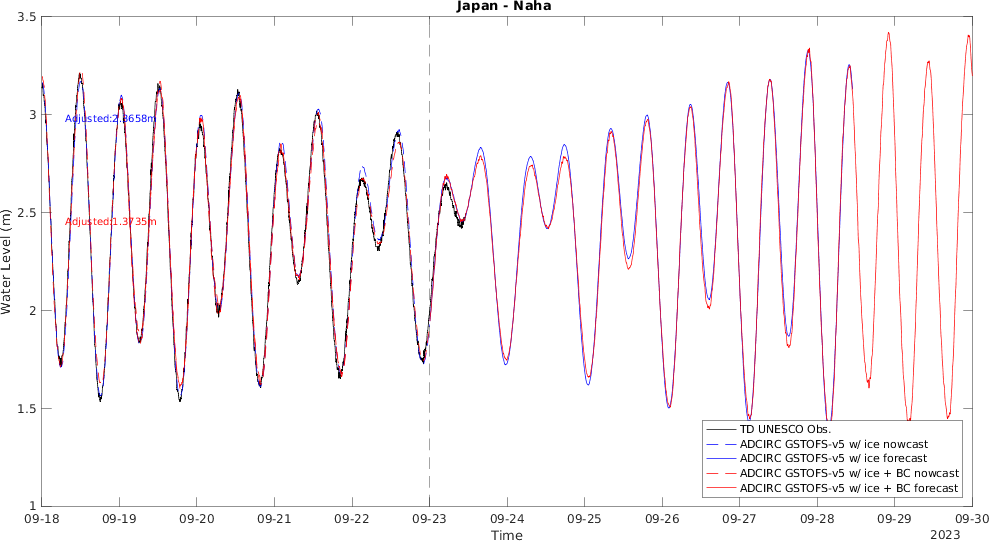 Japan - Naha
3.5
3
2.5
2
1.5
1
Water Level (m)
Adjusted:2.8658m
Adjusted:1.3735m
TD UNESCO Obs.
ADCIRC GSTOFS-v5 w/ ice nowcast
ADCIRC GSTOFS-v5 w/ ice forecast
ADCIRC GSTOFS-v5 w/ ice + BC nowcast
ADCIRC GSTOFS-v5 w/ ice + BC forecast
09-18 09-19 09-20 09-21 09-22 09-23 09-24 09-25 09-26 09-27 09-28 09-29 09-30
Time
2023